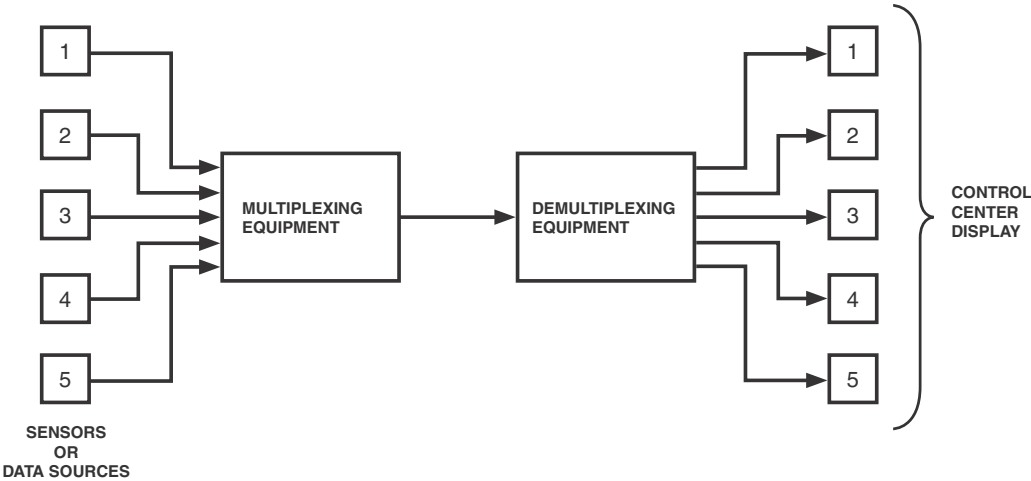 1
2
3
4
5
SENSORS
OR
DATA SOURCES
MULTIPLEXING
EQUIPMENT
DEMULTIPLEXING
EQUIPMENT
1
2
3
4
5
CONTROL
CENTER
DISPLAY